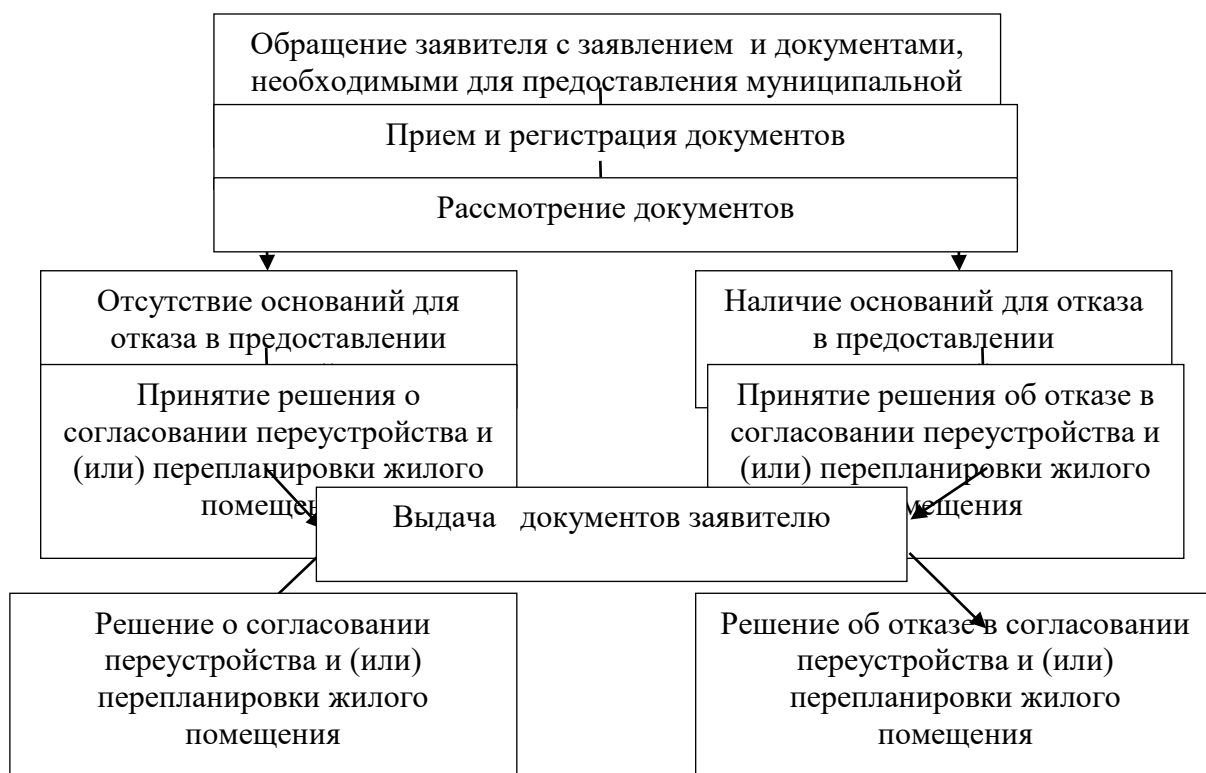 Обращение заявителя с заявлением и документами,
необходимыми для предоставления муниципальной
Прием и регистрация документов
Рассмотрение документов
Отсутствие оснований для
отказа в предоставлении
Наличие оснований для отказа
в предоставлении
Принятие решения о
согласовании переустройства и
(или) перепланировки жилого
Принятие решения об отказе в
согласовании переустройства и
(или) перепланировки жилого
Выдача документов заявителю
Решение о согласовании
переустройства и (или)
перепланировки жилого
помещения
Решение об отказе в согласовании
переустройства и (или)
перепланировки жилого
помещения